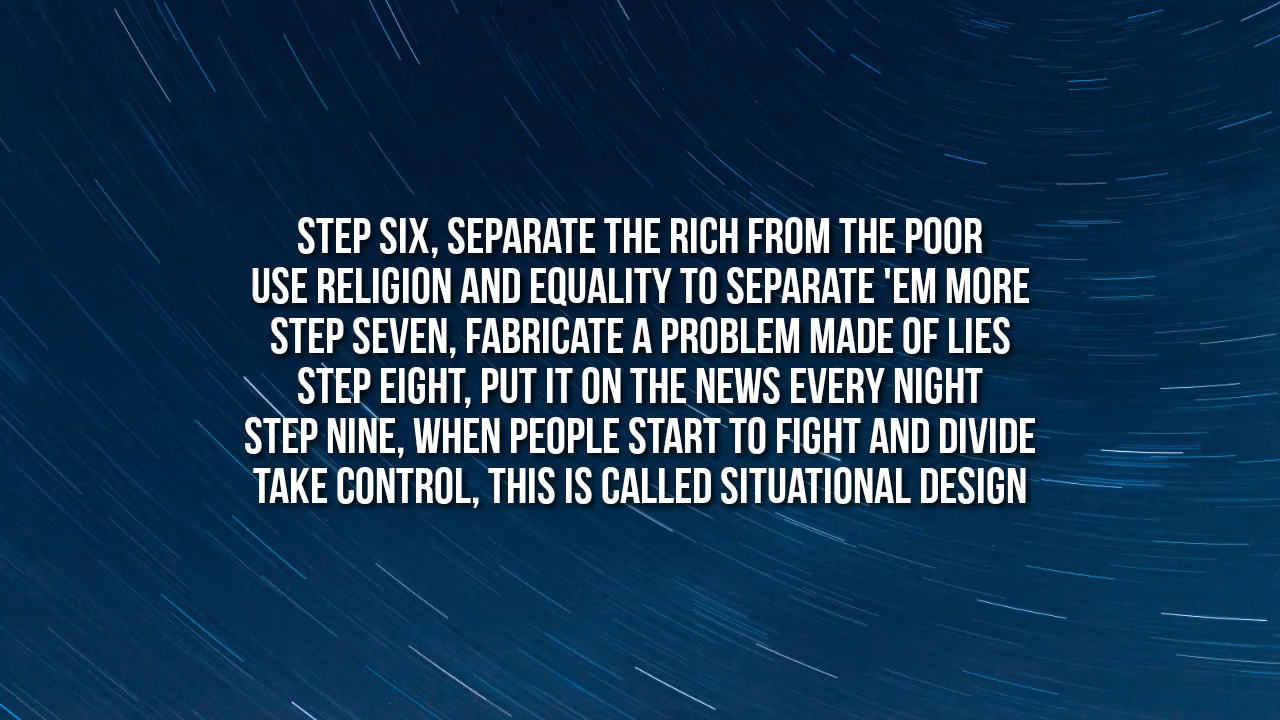 STEP SIX, SEPARATE THE RICH FROM THE POOR
USE RELIGION AND EQUALITY TO SEPARATE 'EM MORE
STEP SEVEN, FABRICATE A PROBLEM MADE OF LIES
STEP EIGHT, PUT IT ON THE NEWS EVERY NIGHT
STEP NINE, WHEN PEOPLE START TO FIGHT AND DIVIDE
TAKE CONTROL, THIS IS CALLED SITUATIONAL DESIGN